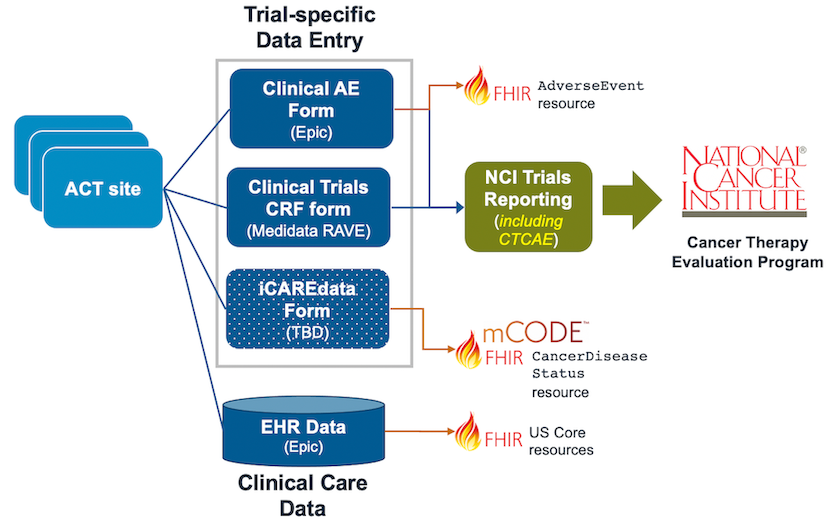 Trial-specific
Data Entry
Clinical AE
Form
(Epic)
FHIR
AdverseEvent
resource
ACT site
Clinical Trials
CRF form
(Medidata RAVE)
NCI Trials
Reporting
(including
CTCAE)
NATIONAL®
CANCER
INSTITUTE
Cancer Therapy
Evaluation Program
iCAREdata
Form
(TBD)
mCODE™
FHIR
CancerDisease
Status
resource
EHR Data
(Epic)
FHIR
US Core
resources
Clinical Care
Data